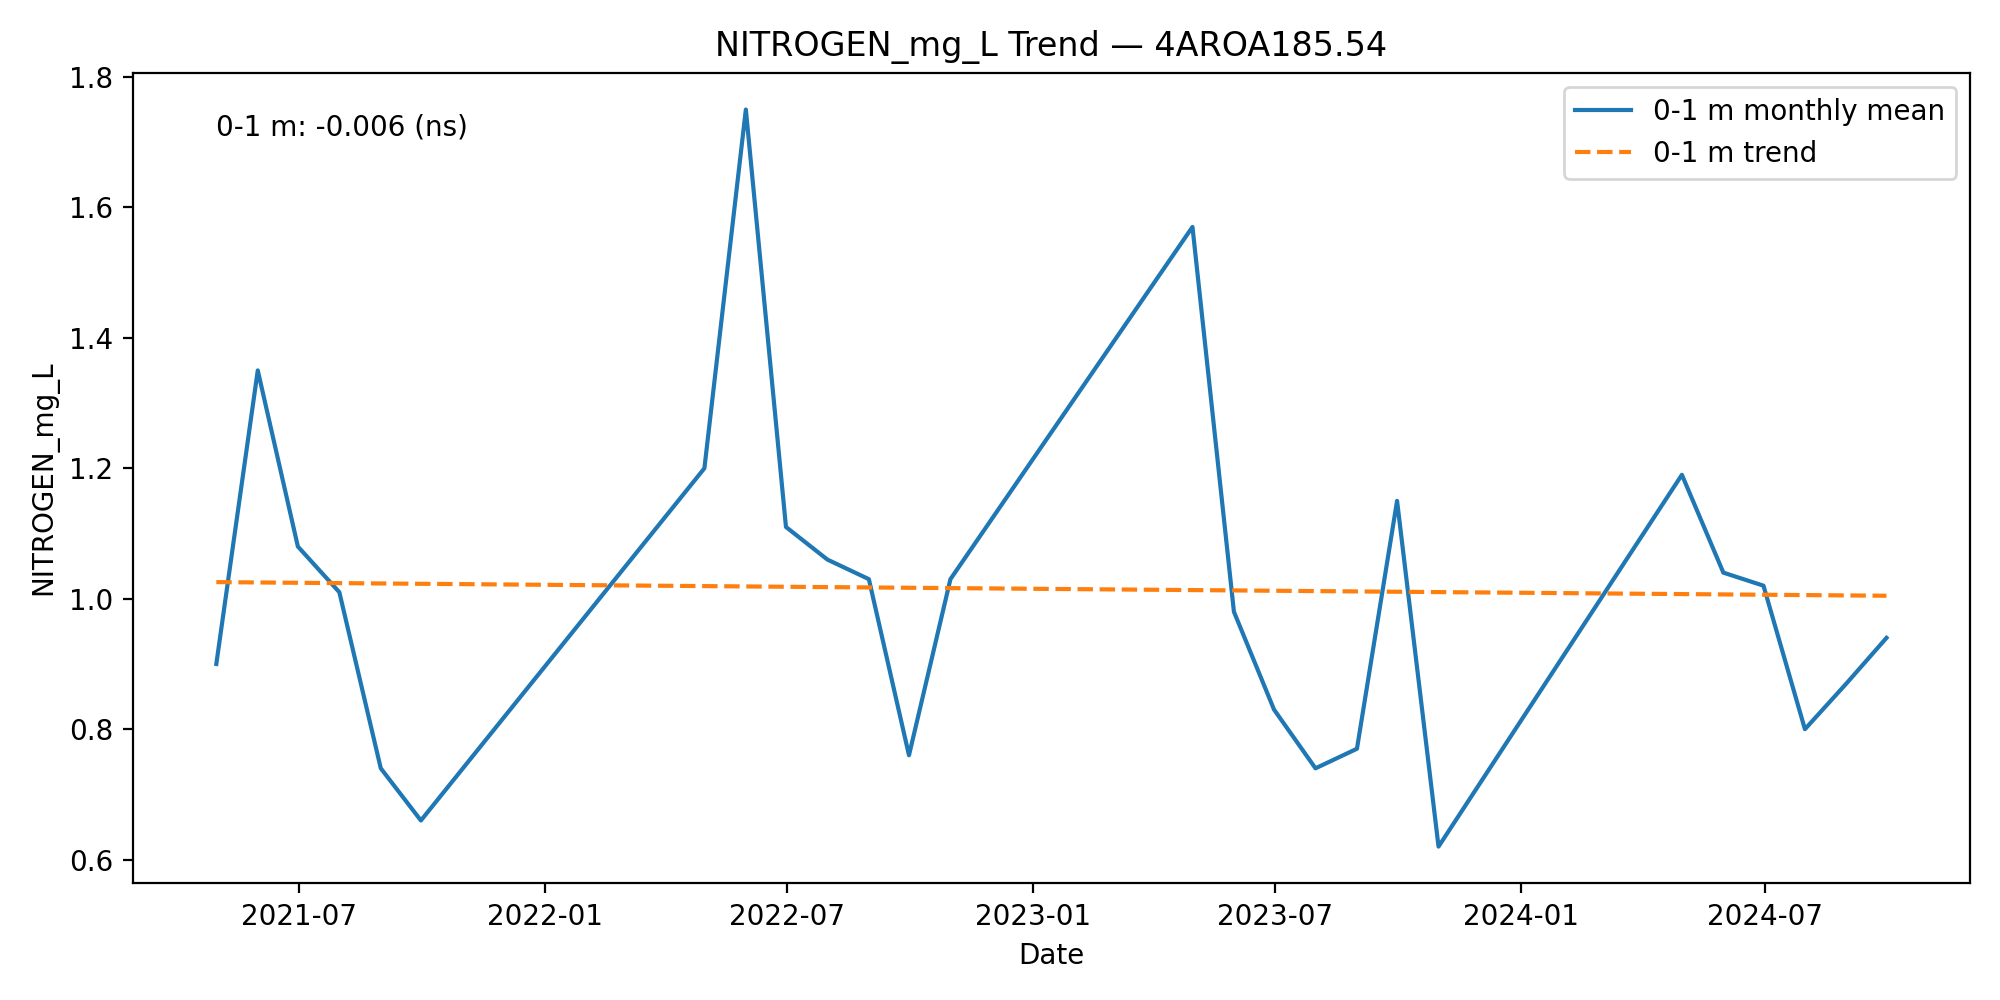 NITROGEN_mg_L Trend — 4AROA185.54
0-1 m: -0.006 (ns)
0-1 m monthly mean
0-1 m trend
NITROGEN_mg_L
1.8
1.6
1.4
1.2
1.0
0.8
0.6
2021-07
2022-01
2022-07
2023-01
2023-07
2024-01
2024-07
Date